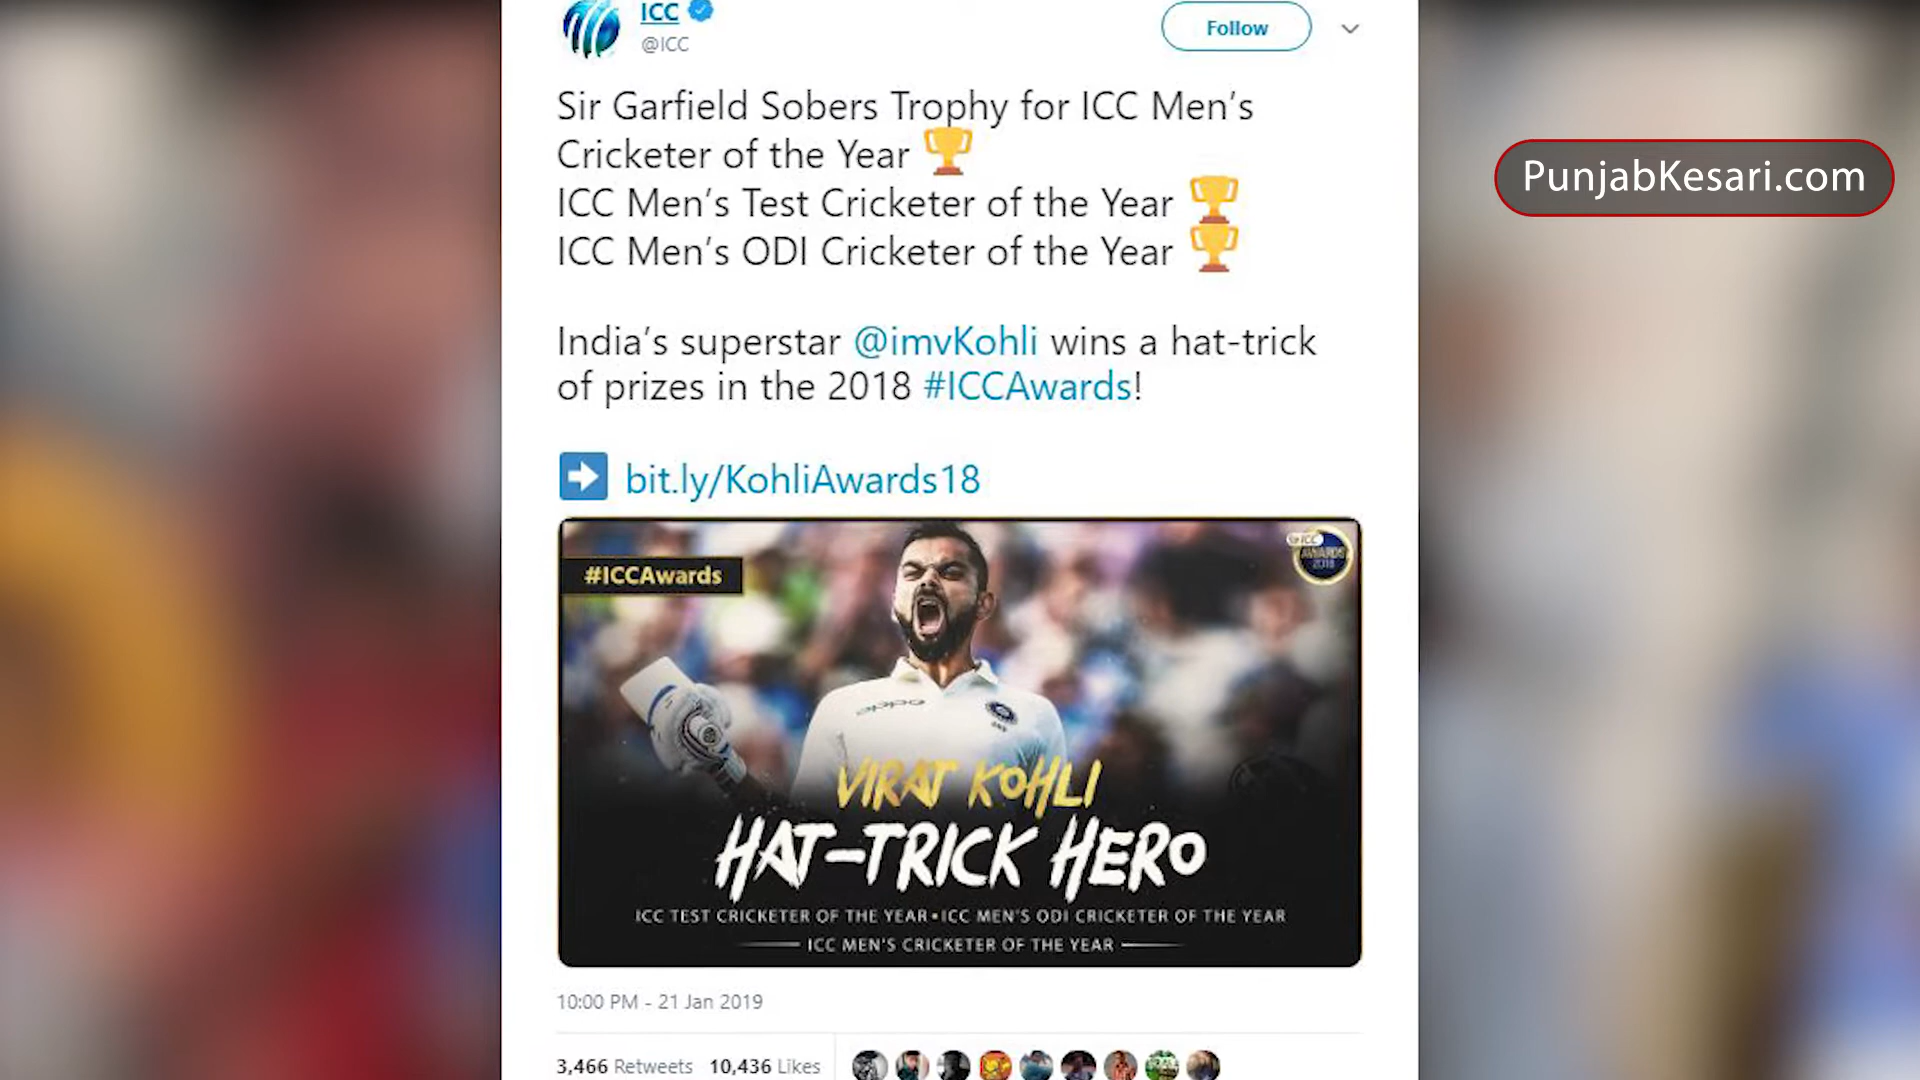 ICC
@ICC
Follow
Sir Garfield Sobers Trophy for ICC Men's
Cricketer of the Year 🏆
ICC Men's Test Cricketer of the Year 🏆
ICC Men's ODI Cricketer of the Year 🏆
India's superstar @imvKohli wins a hat-trick
of prizes in the 2018 #ICCAwards!
➡ bit.ly/KohliAwards18
#ICCAwards
ICC
AWARDS
2018
oppo
VIRAT KOHLI
HAT-TRICK HERO
ICC TEST CRICKETER OF THE YEAR • ICC MEN'S ODI CRICKETER OF THE YEAR
ICC MEN'S CRICKETER OF THE YEAR
10:00 PM - 21 Jan 2019
3,466 Retweets 10,436 Likes
PunjabKesari.com